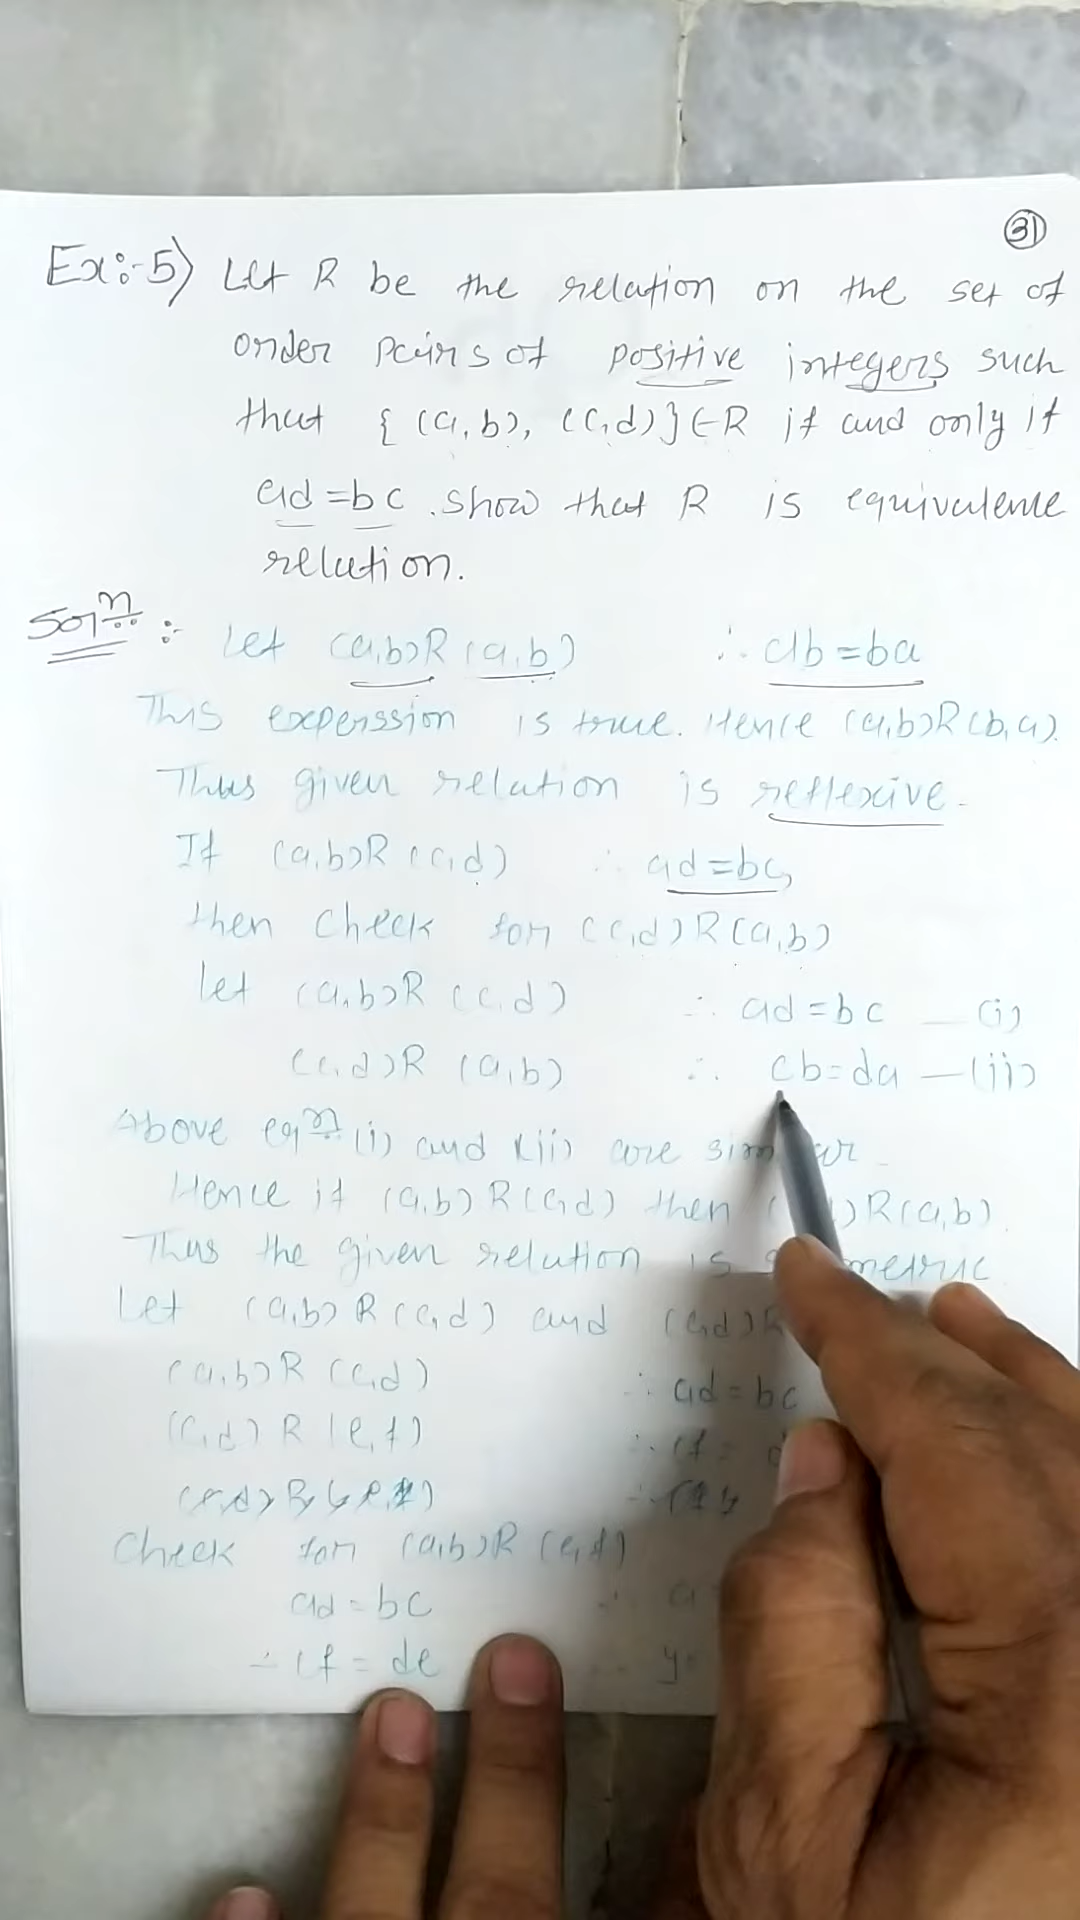 31
Ex:-5) Let R be the relation on the set of
order pairs of positive integers such
that { (a,b), (c,d)} ∈ R if and only if
ad = bc . show that R is equivalence
relation.
Solⁿ :- Let (a,b)R (a,b) ∴ ab = ba
This experssion is true. Hence (a,b)R(b,a).
Thus given relation is reflexive.
If (a,b)R (c,d) ∴ ad = bc,
then check for (c,d) R(a,b)
let (a,b)R (c,d) ∴ ad = bc — (i)
(c,d)R (a,b) ∴ cb = da — (ii)
Above eqⁿ (i) and (ii) are similar
Hence if (a,b) R(c,d) then R(a,b).
Thus the given relation is
Let (a,b) R(c,d) and (c,d)
(a,b)R (c,d) ∴ ad = bc
(c,d) R (e,f) ∴ cf =
Check for (a,b)R (e,f)
ad = bc ∴
∴ cf = de ∴